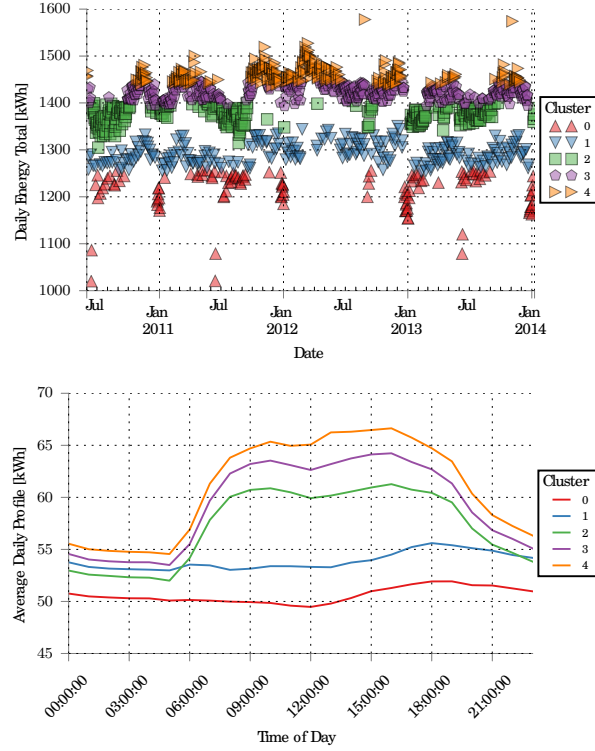 1600
1500
1400
1300
1200
1100
1000
Daily Energy Total [kWh]
Jul
Jan
2011
Jul
Jan
2012
Jul
Jan
2013
Jul
Jan
2014
Date
Cluster
0
1
2
3
4
70
65
60
55
50
45
Average Daily Profile [kWh]
00:00:00
03:00:00
06:00:00
09:00:00
12:00:00
15:00:00
18:00:00
21:00:00
Time of Day
Cluster
0
1
2
3
4